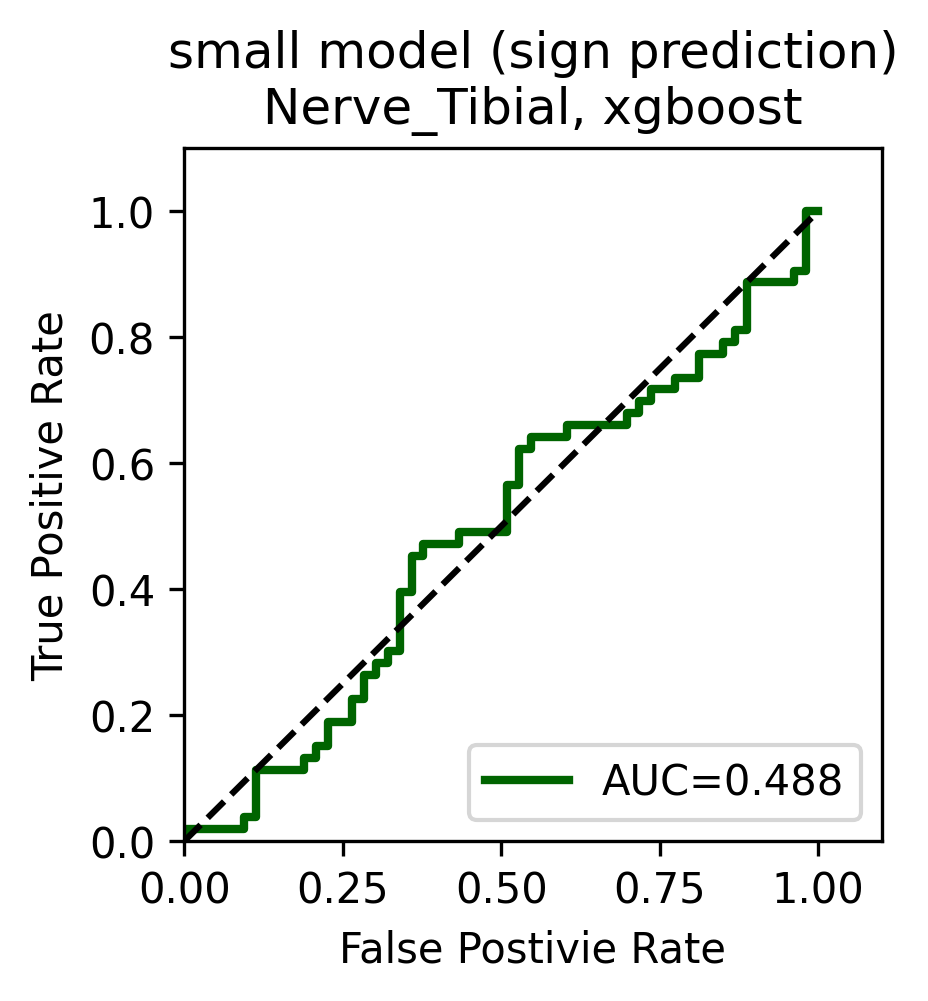 small model (sign prediction)
Nerve_Tibial, xgboost
True Positive Rate
1.0
0.8
0.6
0.4
0.2
0.0
AUC=0.488
0.00 0.25 0.50 0.75 1.00
False Postivie Rate